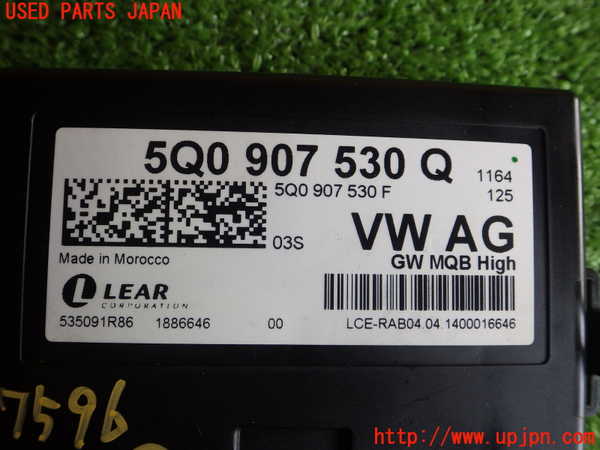 USED PARTS JAPAN
5Q0 907 530 Q
1164
5Q0 907 530 F
125
03S
VW AG
Made in Morocco
GW MQB High
LEAR
CORPORATION
535091R86 1886646 00 LCE-RAB04.04.1400016646
7596
http://www.upjpn.com/